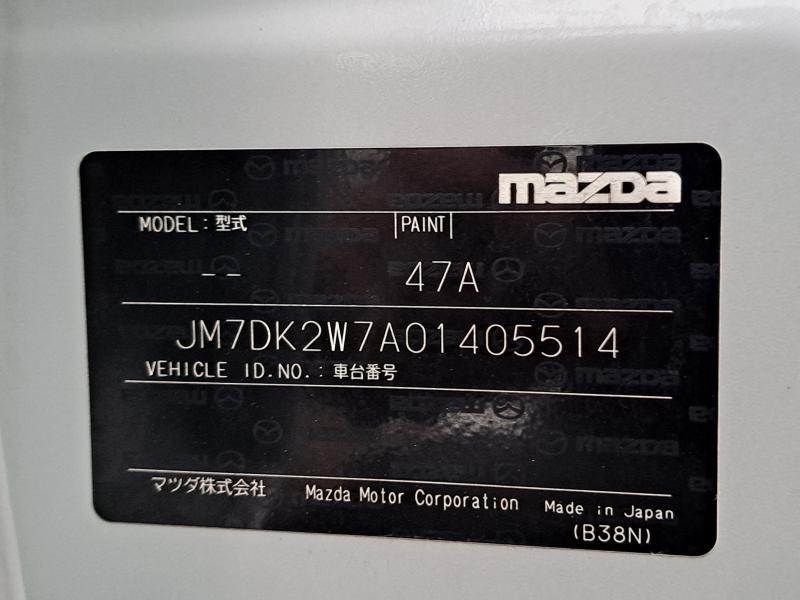 mazda
MODEL : 型式 |PAINT|
-- 47A
JM7DK2W7A01405514
VEHICLE ID.NO. : 車台番号
マツダ株式会社 Mazda Motor Corporation Made in Japan
(B38N)